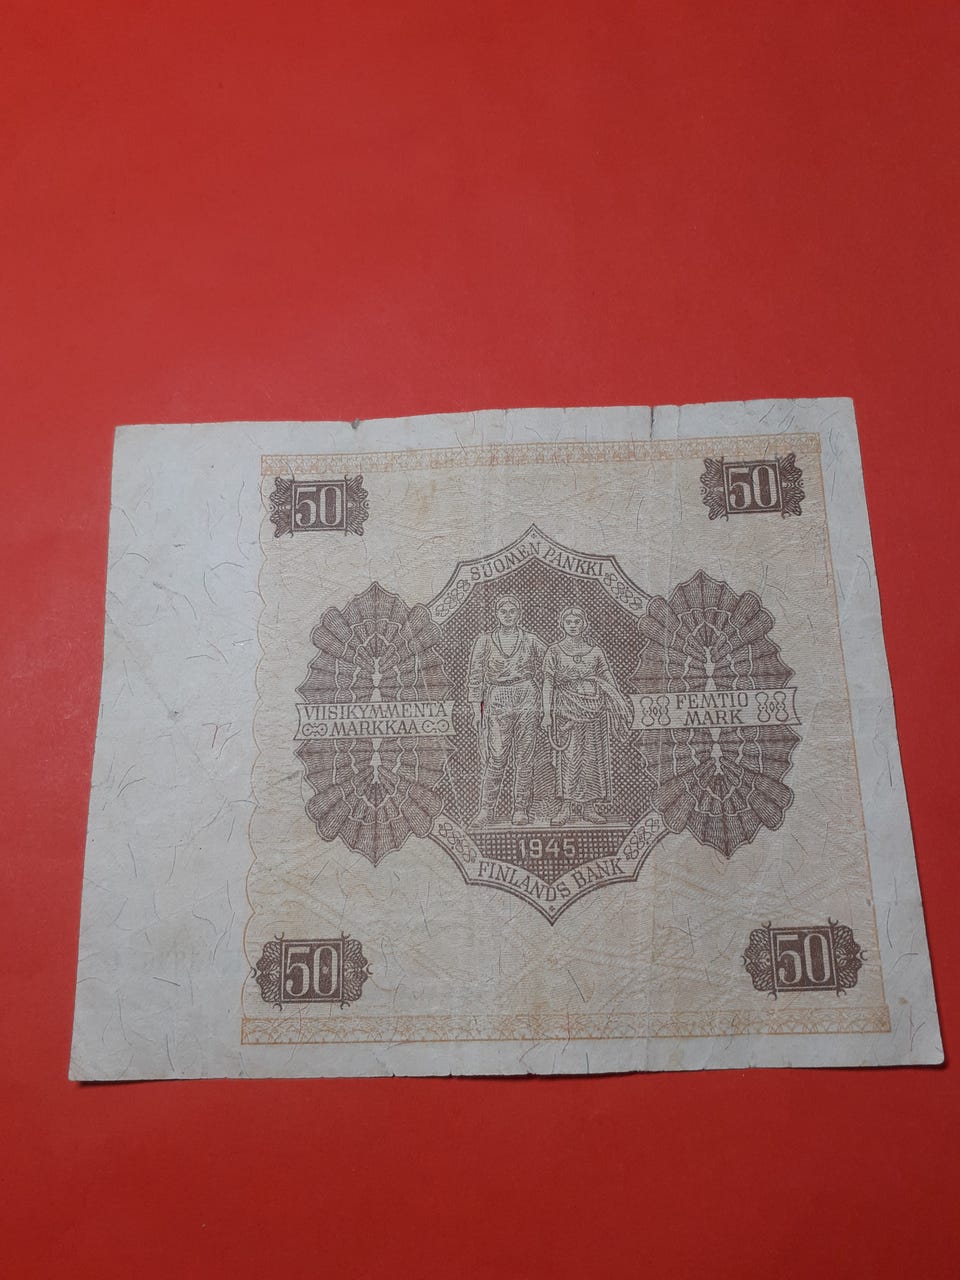 50
50
SUOMEN PANKKI
VIISIKYMMENTÄ
MARKKAA
FEMTIO
MARK
1945
FINLANDS BANK
50
50